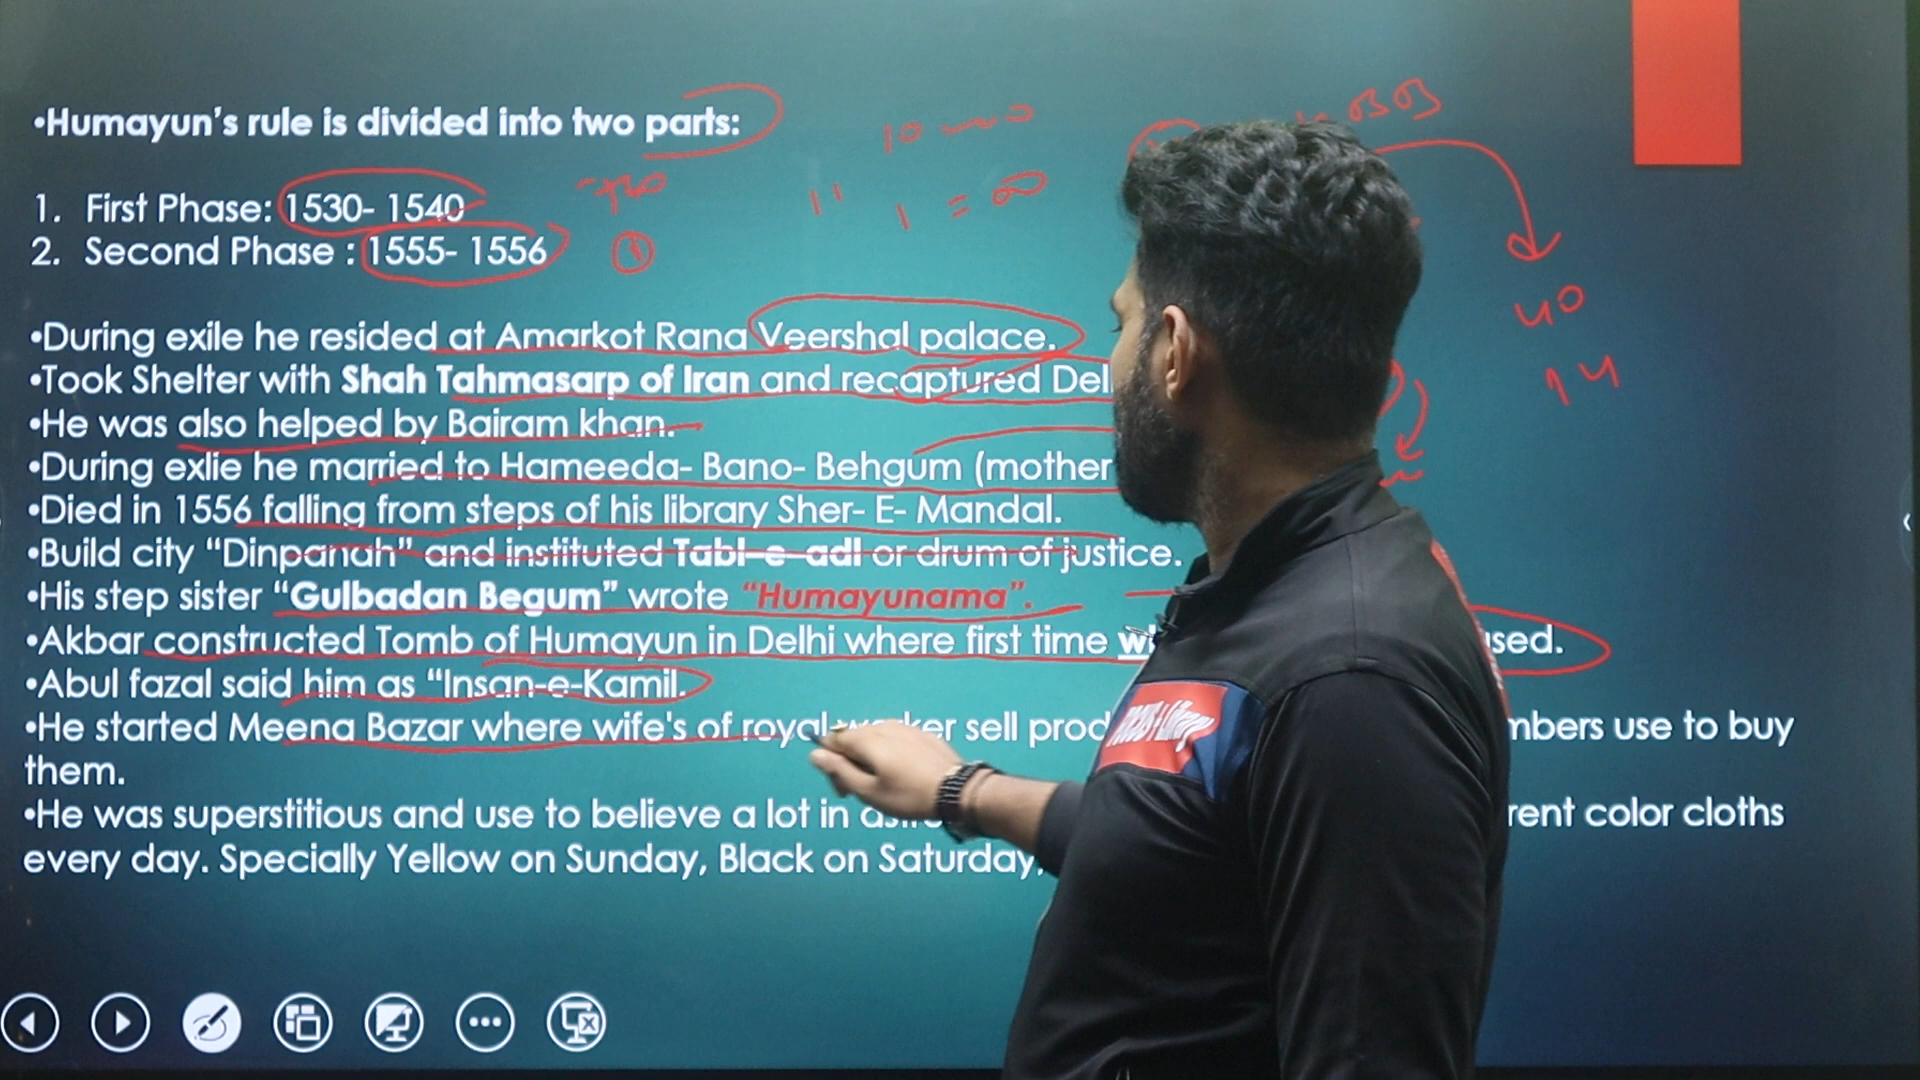 •Humayun’s rule is divided into two parts:
10
1 = 
1. First Phase: 1530- 1540
2. Second Phase : 1555- 1556
1
40
14
•During exile he resided at Amarkot Rana Veershal palace.
•Took Shelter with Shah Tahmasarp of Iran and recaptured Del
•He was also helped by Bairam khan.
•During exlie he married to Hameeda- Bano- Behgum (mother
•Died in 1556 falling from steps of his library Sher- E- Mandal.
•Build city “Dinpanah” and instituted Tabl-e-adl or drum of justice.
•His step sister “Gulbadan Begum” wrote “Humayunama”.
•Akbar constructed Tomb of Humayun in Delhi where first time used.
•Abul fazal said him as “Insan-e-Kamil.
•He started Meena Bazar where wife's of royal worker sell prod mbers use to buy
them.
•He was superstitious and use to believe a lot in rent color cloths
every day. Specially Yellow on Sunday, Black on Saturday,